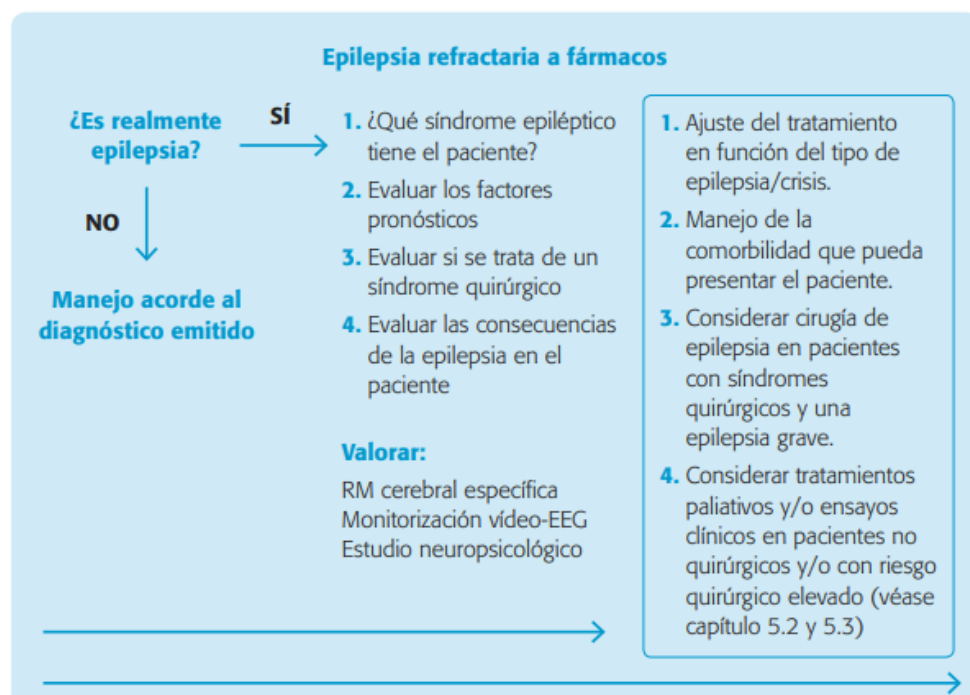 Epilepsia refractaria a fármacos
¿Es realmente
epilepsia?
SÍ
NO
Manejo acorde al
diagnóstico emitido
1. ¿Qué síndrome epiléptico
tiene el paciente?
2. Evaluar los factores
pronósticos
3. Evaluar si se trata de un
síndrome quirúrgico
4. Evaluar las consecuencias
de la epilepsia en el
paciente
Valorar:
RM cerebral específica
Monitorización vídeo-EEG
Estudio neuropsicológico
1. Ajuste del tratamiento
en función del tipo de
epilepsia/crisis.
2. Manejo de la
comorbilidad que pueda
presentar el paciente.
3. Considerar cirugía de
epilepsia en pacientes
con síndromes
quirúrgicos y una
epilepsia grave.
4. Considerar tratamientos
paliativos y/o ensayos
clínicos en pacientes no
quirúrgicos y/o con riesgo
quirúrgico elevado (véase
capítulo 5.2 y 5.3)